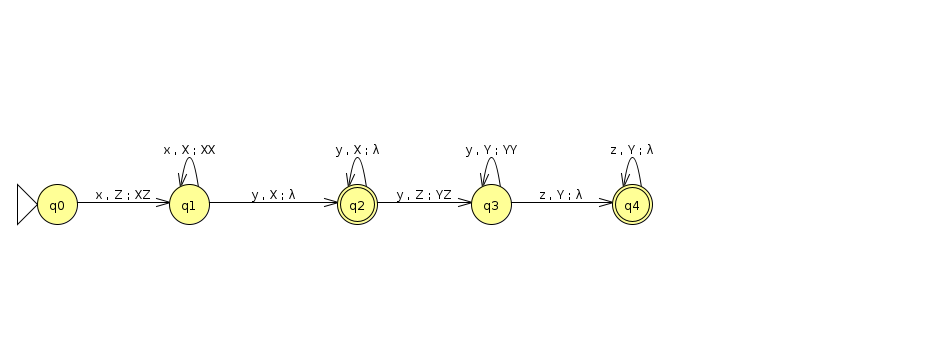 x , X ; XX
y , X ; λ
y , Y ; YY
z , Y ; λ
q0
x , Z ; XZ
q1
y , X ; λ
q2
y , Z ; YZ
q3
z , Y ; λ
q4